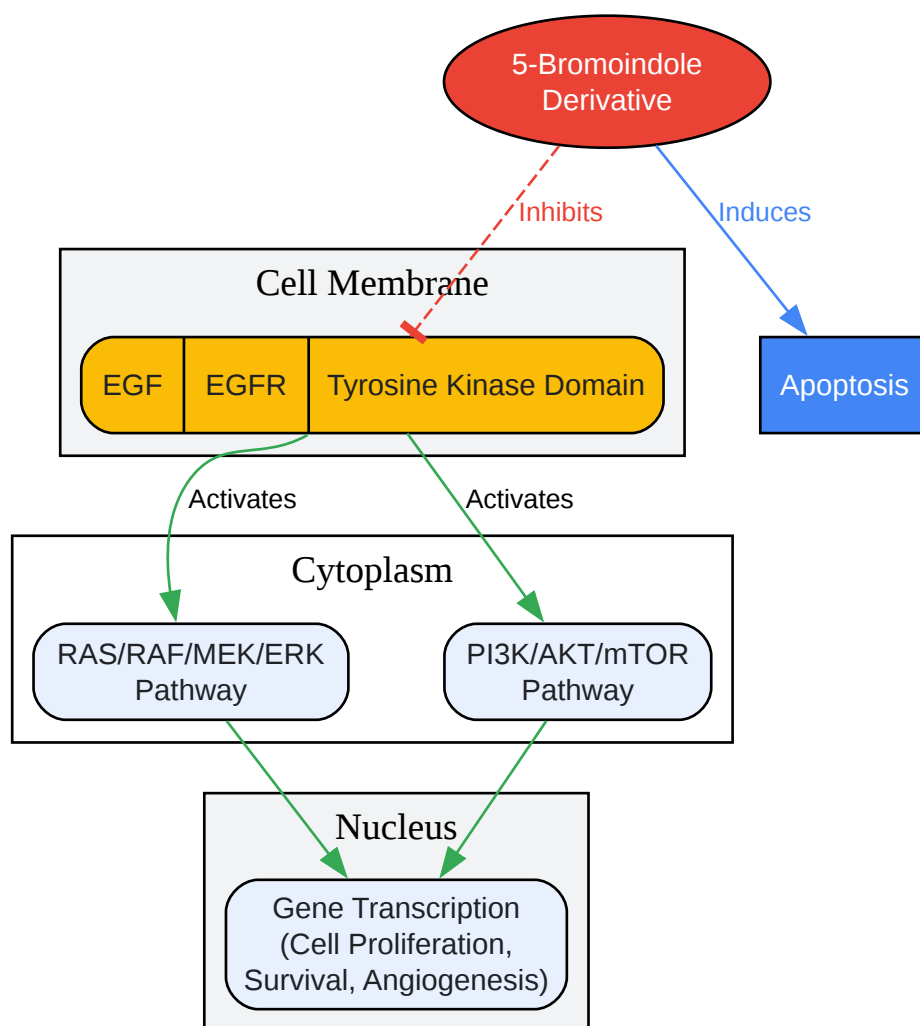 5-Bromoindole
Derivative
Inhibits
Induces
Cell Membrane
EGF
EGFR
Tyrosine Kinase Domain
Apoptosis
Activates
Activates
Cytoplasm
RAS/RAF/MEK/ERK
Pathway
PI3K/AKT/mTOR
Pathway
Nucleus
Gene Transcription
(Cell Proliferation,
Survival, Angiogenesis)